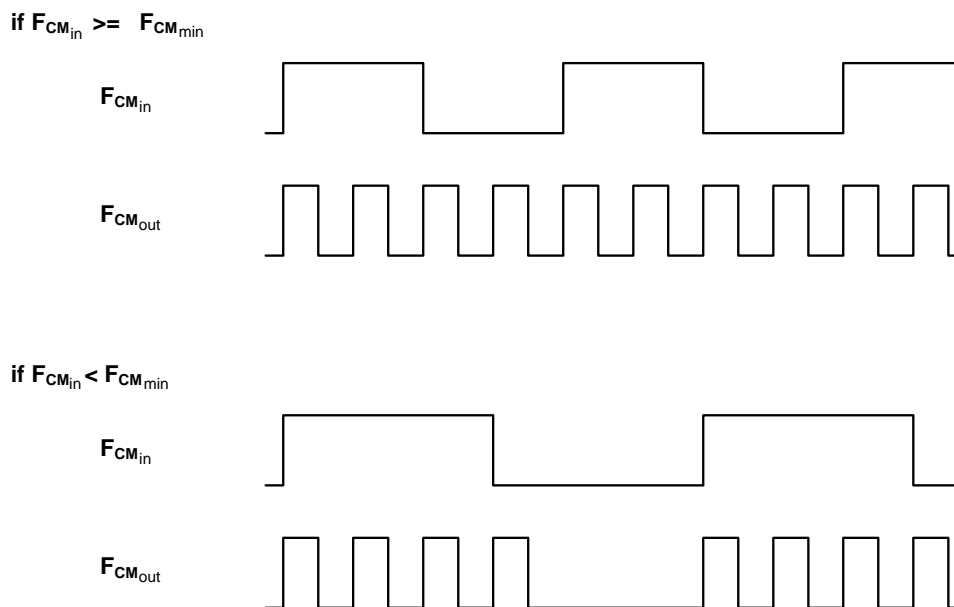 if FCMin >= FCMmin
FCMin
FCMout
if FCMin < FCMmin
FCMin
FCMout